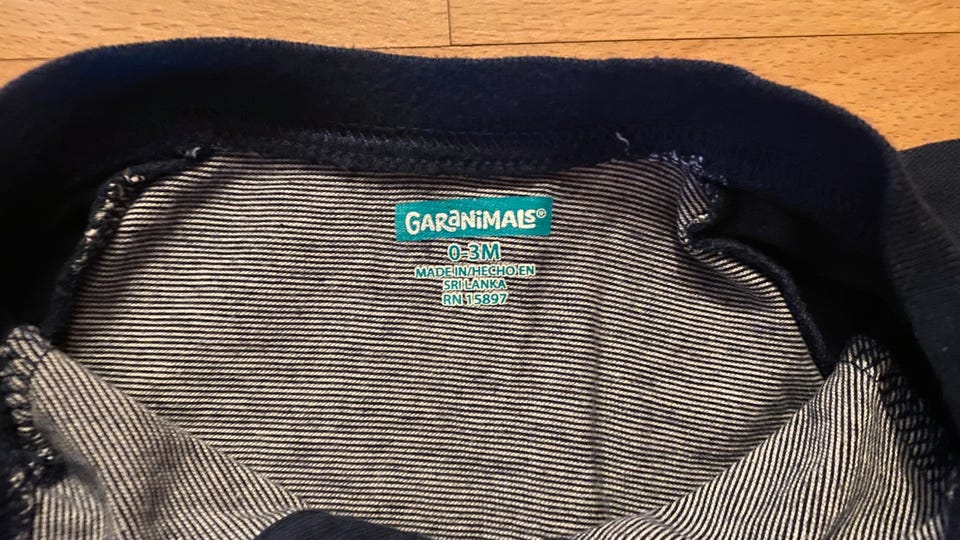 GARaNiMALS®
0-3M
MADE IN/HECHO EN
SRI LANKA
RN 15897